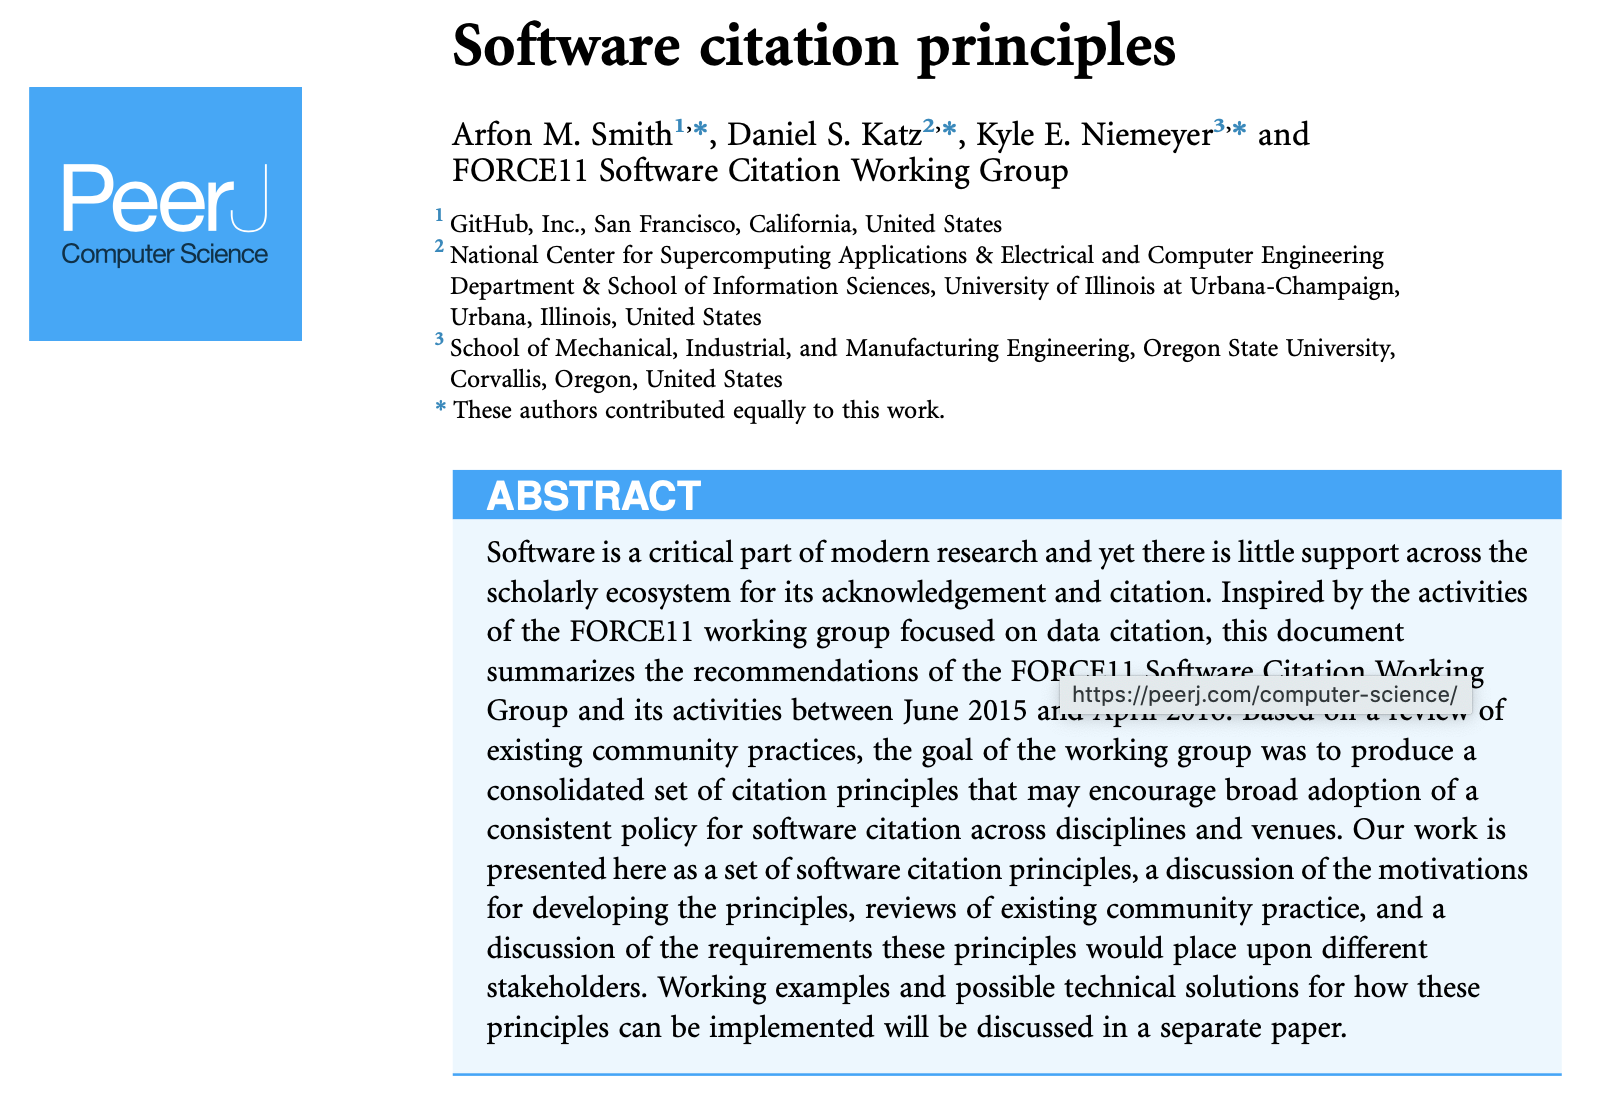 Software citation principles
PeerJ
Computer Science
Arfon M. Smith1,*, Daniel S. Katz2,*, Kyle E. Niemeyer3,* and
FORCE11 Software Citation Working Group
1 GitHub, Inc., San Francisco, California, United States
2 National Center for Supercomputing Applications & Electrical and Computer Engineering
Department & School of Information Sciences, University of Illinois at Urbana-Champaign,
Urbana, Illinois, United States
3 School of Mechanical, Industrial, and Manufacturing Engineering, Oregon State University,
Corvallis, Oregon, United States
* These authors contributed equally to this work.
ABSTRACT
Software is a critical part of modern research and yet there is little support across the
scholarly ecosystem for its acknowledgement and citation. Inspired by the activities
of the FORCE11 working group focused on data citation, this document
summarizes the recommendations of the FORCE11 Software Citation Working
https://peerj.com/computer-science/
Group and its activities between June 2015 and April 2016. Based on a review of
existing community practices, the goal of the working group was to produce a
consolidated set of citation principles that may encourage broad adoption of a
consistent policy for software citation across disciplines and venues. Our work is
presented here as a set of software citation principles, a discussion of the motivations
for developing the principles, reviews of existing community practice, and a
discussion of the requirements these principles would place upon different
stakeholders. Working examples and possible technical solutions for how these
principles can be implemented will be discussed in a separate paper.